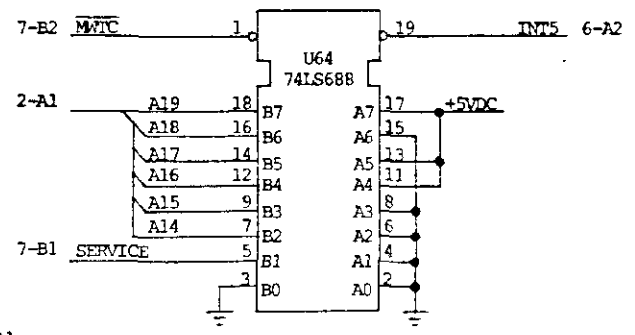 7-B2 MWTC 1 19 INT5 6-A2
U64
74LS688
2-A1 A19 18 B7 A7 17 +5VDC
A18 16 B6 A6 15
A17 14 B5 A5 13
A16 12 B4 A4 11
A15 9 B3 A3 8
A14 7 B2 A2 6
7-B1 SERVICE 5 B1 A1 4
3 B0 A0 2